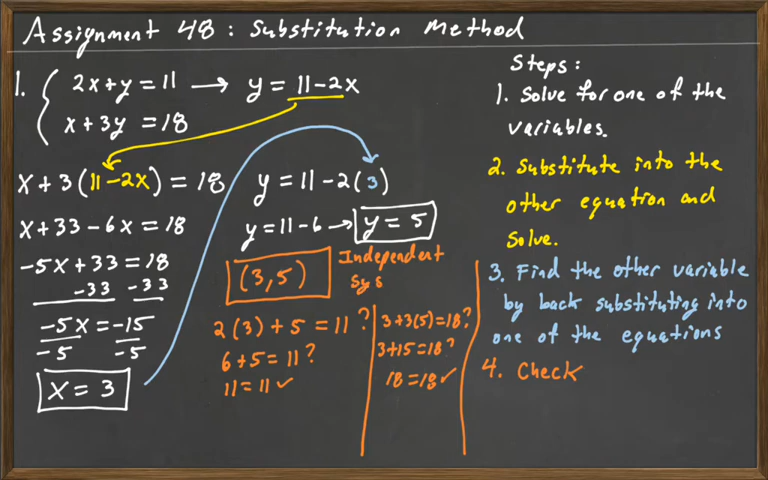 Assignment 48: Substitution Method
1. { 2x+y=11 → y = 11-2x
x+3y =18
x+3(11-2x)=18
x+33-6x=18
-5x+33=18
-33 -33
-5x=-15
-5 -5
x=3
y=11-2(3)
y=11-6→ y=5
(3,5) Independent
Sys
2(3)+5=11?
6+5=11?
11=11✓
3+3(5)=18?
3+15=18?
18=18✓
Steps:
1. Solve for one of the
variables.
2. Substitute into the
other equation and
solve.
3. Find the other variable
by back substituting into
one of the equations
4. Check